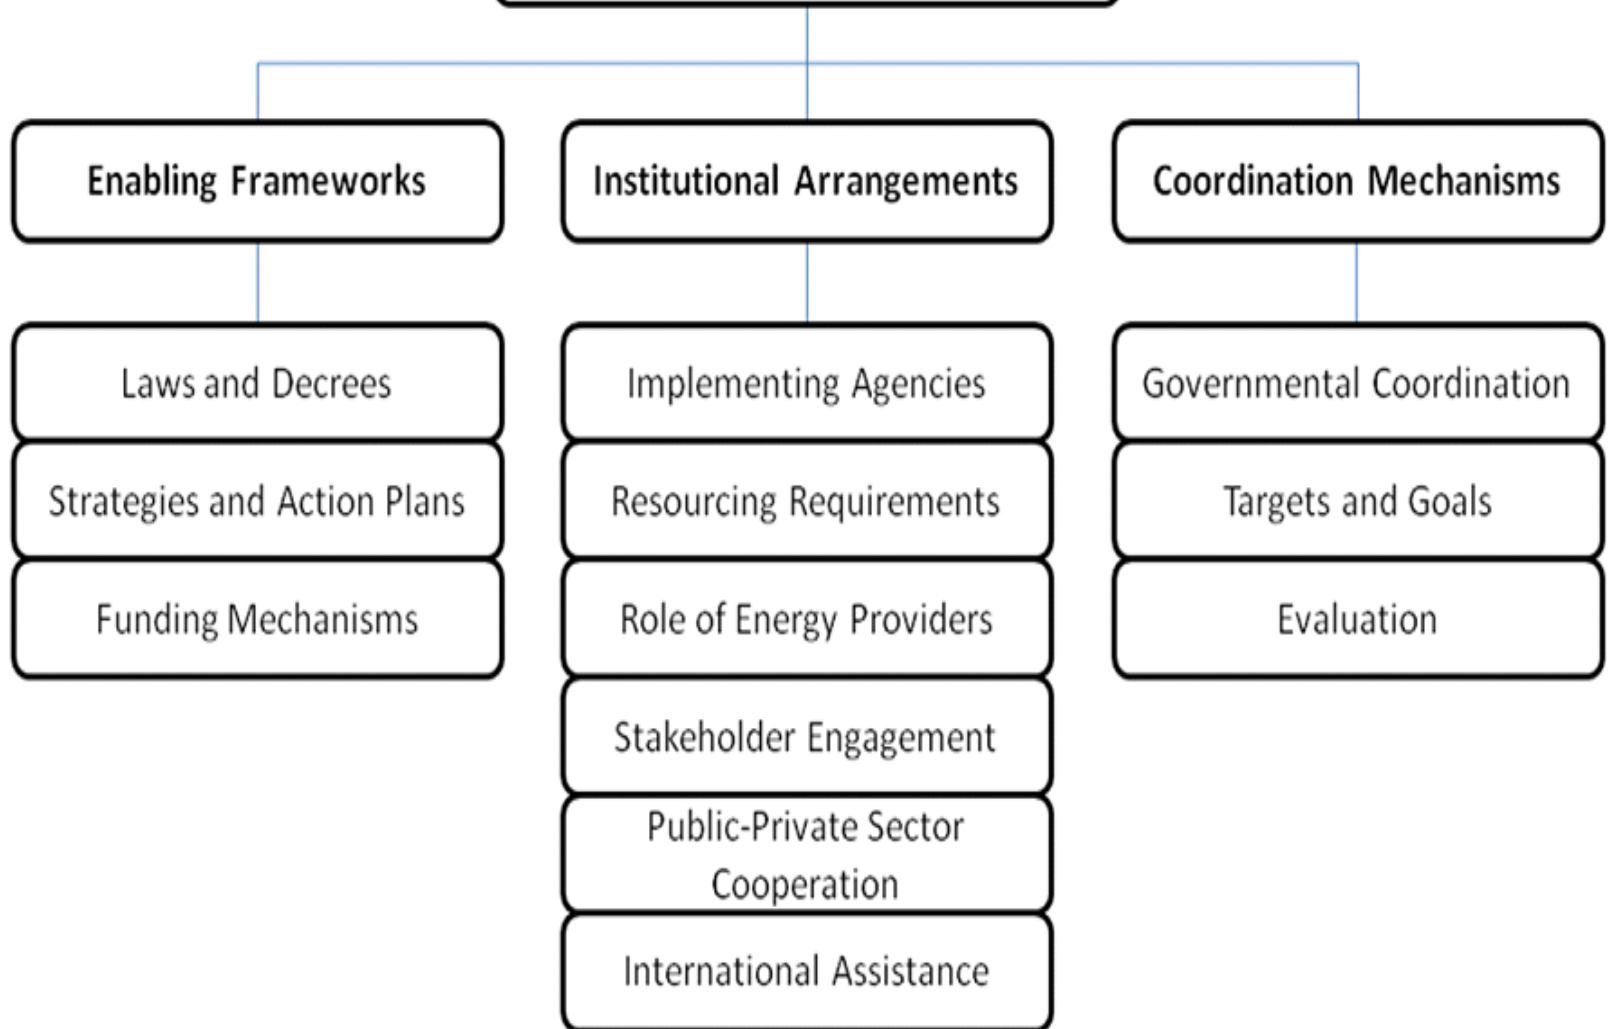 Enabling Frameworks
Institutional Arrangements
Coordination Mechanisms
Laws and Decrees
Strategies and Action Plans
Funding Mechanisms
Implementing Agencies
Resourcing Requirements
Role of Energy Providers
Stakeholder Engagement
Public-Private Sector
Cooperation
International Assistance
Governmental Coordination
Targets and Goals
Evaluation